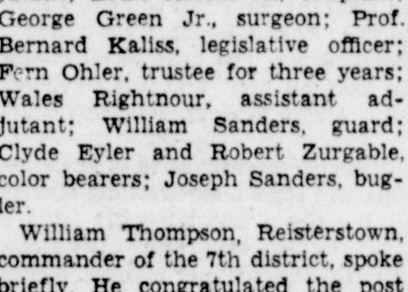 George Green Jr., surgeon; Prof.
Bernard Kaliss, legislative officer;
Fern Ohler, trustee for three years;
Wales Rightnour, assistant ad-
jutant; William Sanders, guard;
Clyde Eyler and Robert Zurgable,
color bearers; Joseph Sanders, bug-
ler.
William Thompson, Reisterstown,
commander of the 7th district, spoke
briefly. He congratulated the post